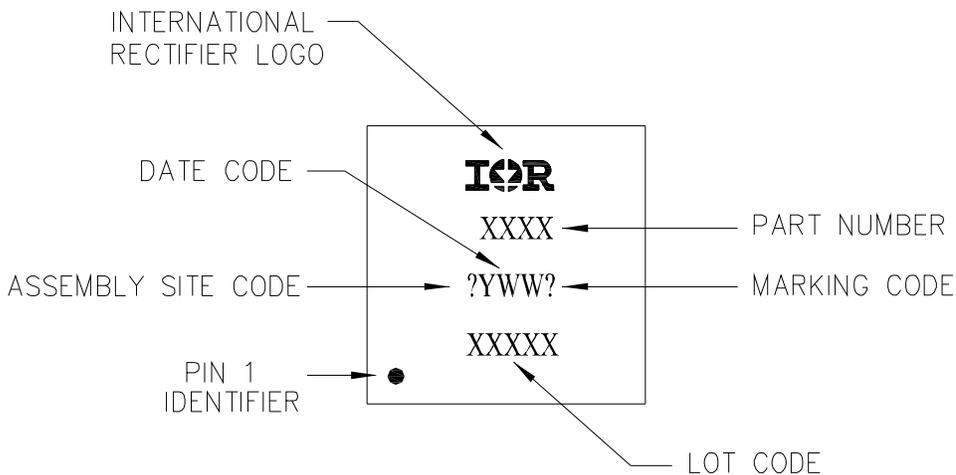 INTERNATIONAL
RECTIFIER LOGO
IOR
DATE CODE
XXXX
PART NUMBER
ASSEMBLY SITE CODE
?YWW?
MARKING CODE
XXXXX
PIN 1
IDENTIFIER
LOT CODE